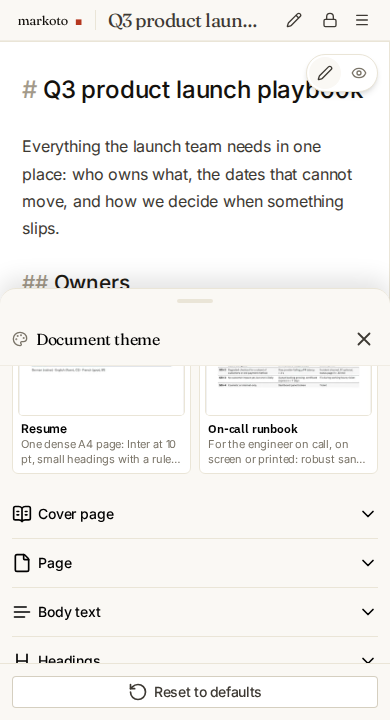 markoto
Q3 product laun...
# Q3 product launch playbook
Everything the launch team needs in one
place: who owns what, the dates that cannot
move, and how we decide when something
slips.
## Owners
Document theme
Resume
One dense A4 page: Inter at 10
pt, small headings with a rule...
On-call runbook
For the engineer on call, on
screen or printed: robust san...
Cover page
Page
Body text
Headings
Reset to defaults